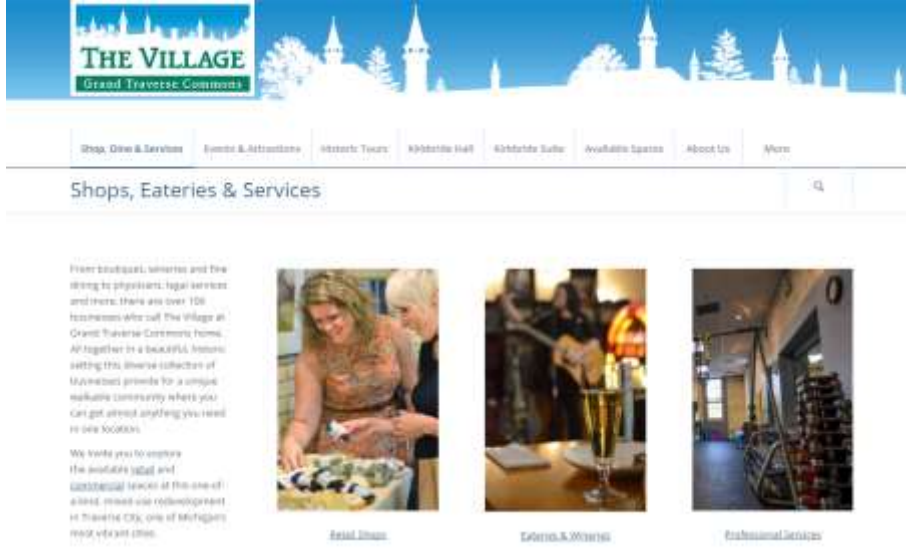 THE VILLAGE
Grand Traverse Commons
Shop, Dine & Services Events & Attractions Historic Tours Kirkbride Hall Kirkbride Suite Available Spaces About Us More
Shops, Eateries & Services
From boutiques, wineries and fine
dining to physicians, legal services
and more, there are over 100
businesses who call The Village at
Grand Traverse Commons home.
All together in a beautiful, historic
setting this diverse collection of
businesses provide for a unique
walkable community where you
can get almost anything you need
in one location.
We invite you to explore
the available retail and
commercial spaces at this one-of-
a-kind, mixed-use redevelopment
in Traverse City, one of Michigan's
most vibrant cities.
Retail Shops
Eateries & Wineries
Professional Services